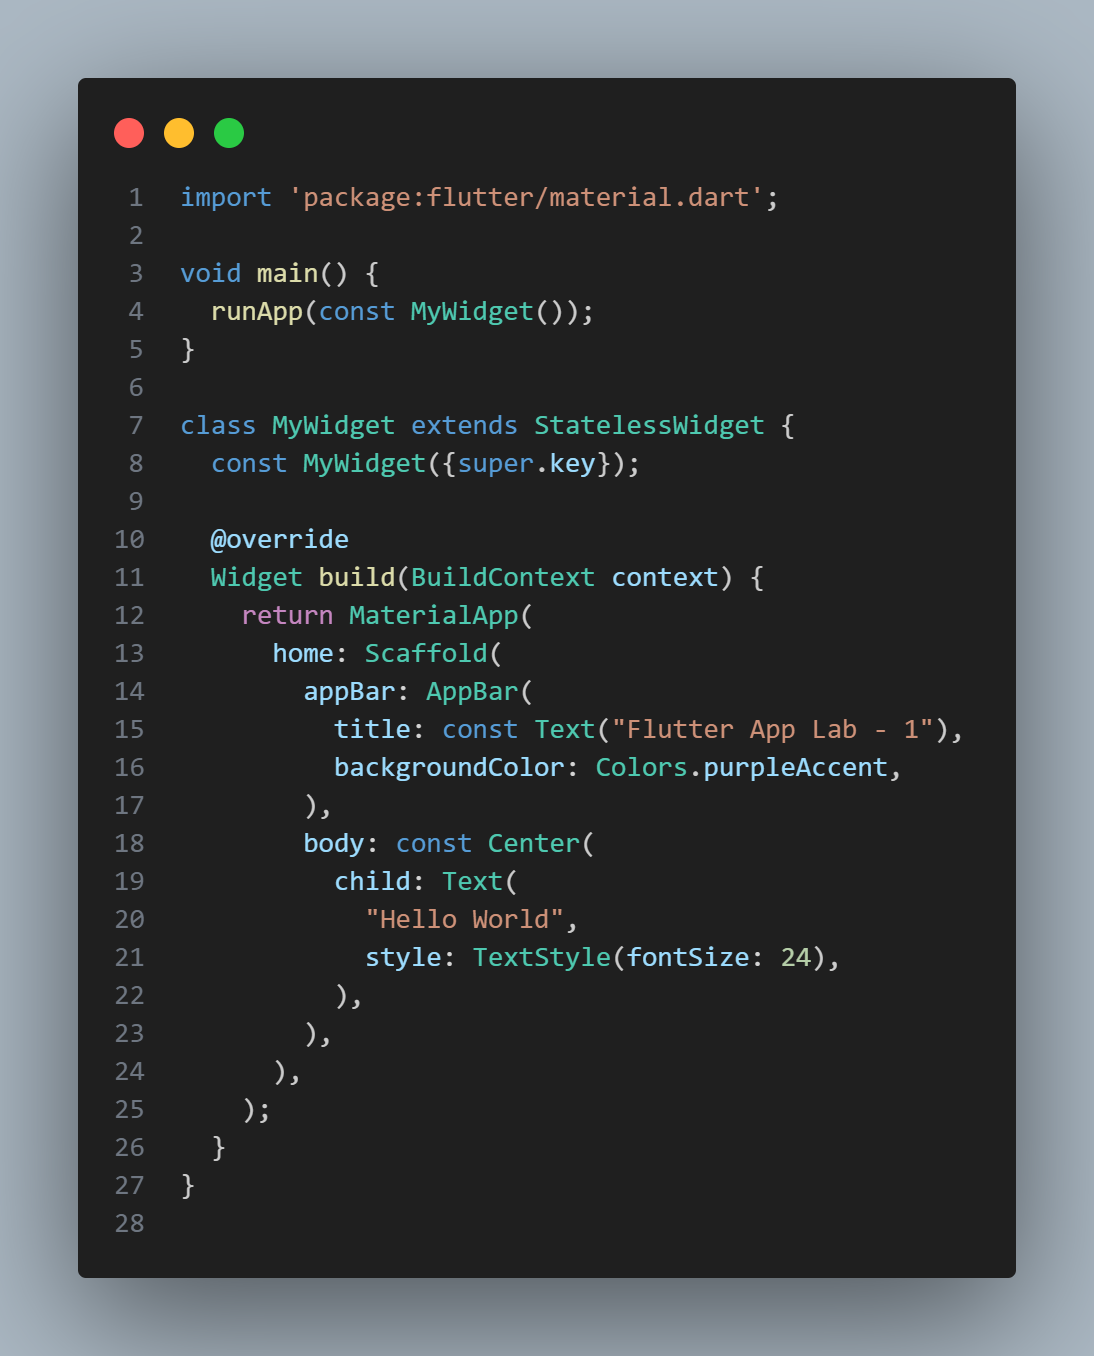 1 import 'package:flutter/material.dart';
2
3 void main() {
4   runApp(const MyWidget());
5 }
6
7 class MyWidget extends StatelessWidget {
8   const MyWidget({super.key});
9
10   @override
11   Widget build(BuildContext context) {
12     return MaterialApp(
13       home: Scaffold(
14         appBar: AppBar(
15           title: const Text("Flutter App Lab - 1"),
16           backgroundColor: Colors.purpleAccent,
17         ),
18         body: const Center(
19           child: Text(
20             "Hello World",
21             style: TextStyle(fontSize: 24),
22           ),
23         ),
24       ),
25     );
26   }
27 }
28